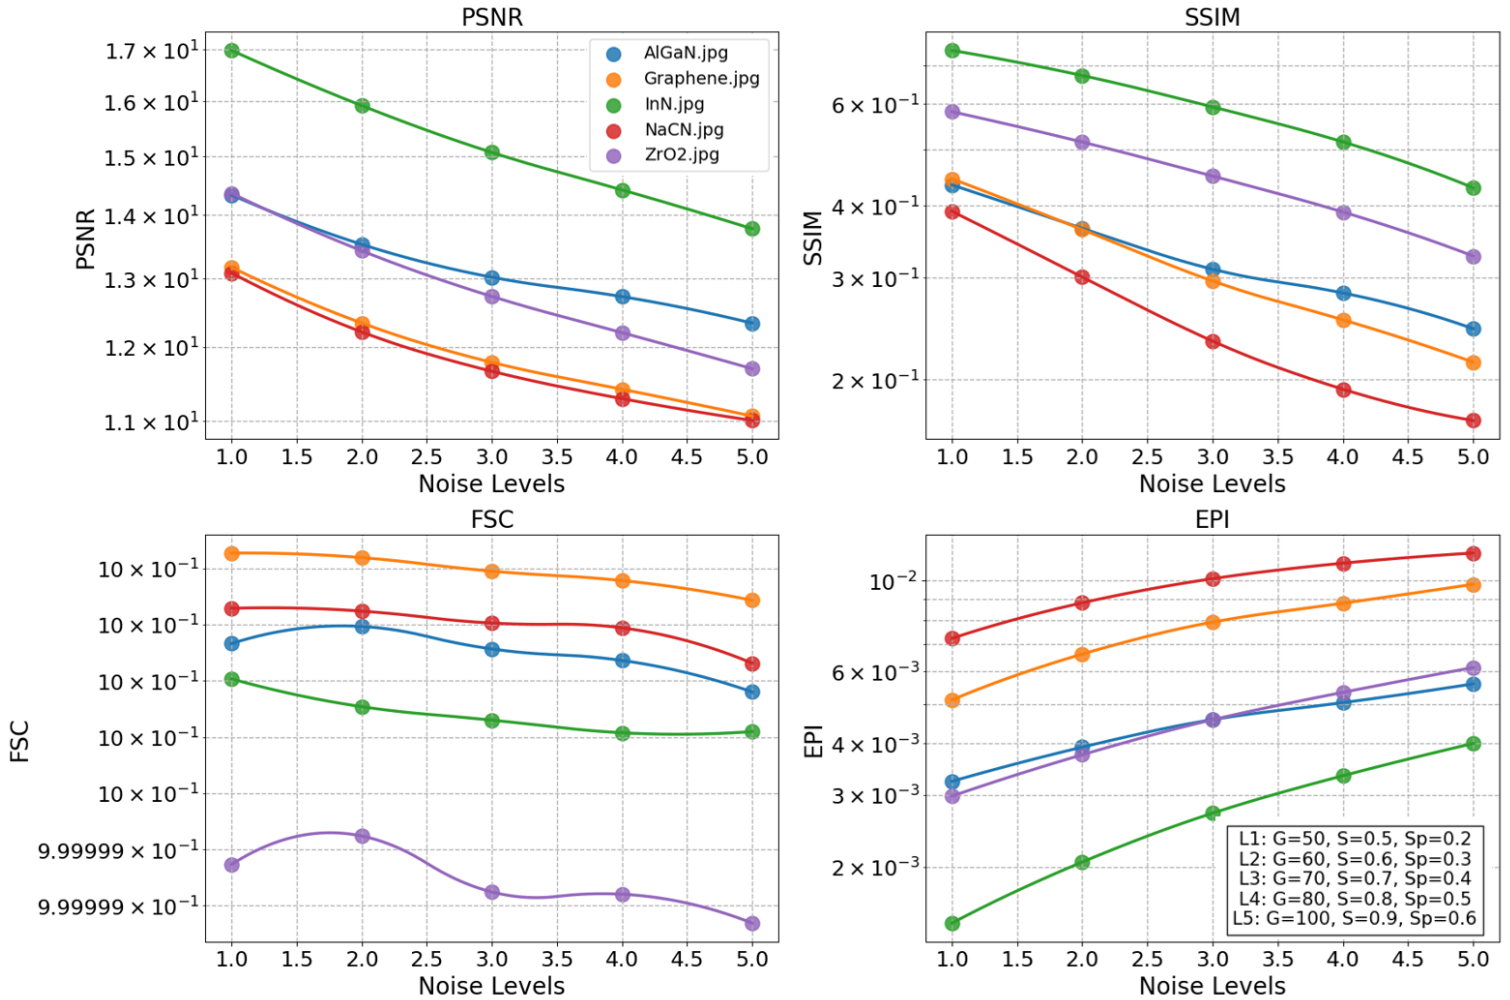 PSNR
1.7 × 10¹
1.6 × 10¹
1.5 × 10¹
1.4 × 10¹
1.3 × 10¹
1.2 × 10¹
1.1 × 10¹
PSNR
AlGaN.jpg
Graphene.jpg
InN.jpg
NaCN.jpg
ZrO2.jpg
1.0 1.5 2.0 2.5 3.0 3.5 4.0 4.5 5.0
Noise Levels
SSIM
6 × 10⁻¹
4 × 10⁻¹
3 × 10⁻¹
2 × 10⁻¹
SSIM
1.0 1.5 2.0 2.5 3.0 3.5 4.0 4.5 5.0
Noise Levels
FSC
10 × 10⁻¹
10 × 10⁻¹
10 × 10⁻¹
10 × 10⁻¹
10 × 10⁻¹
9.99999 × 10⁻¹
9.99999 × 10⁻¹
FSC
1.0 1.5 2.0 2.5 3.0 3.5 4.0 4.5 5.0
Noise Levels
EPI
10⁻²
6 × 10⁻³
4 × 10⁻³
3 × 10⁻³
2 × 10⁻³
EPI
L1: G=50, S=0.5, Sp=0.2
L2: G=60, S=0.6, Sp=0.3
L3: G=70, S=0.7, Sp=0.4
L4: G=80, S=0.8, Sp=0.5
L5: G=100, S=0.9, Sp=0.6
1.0 1.5 2.0 2.5 3.0 3.5 4.0 4.5 5.0
Noise Levels